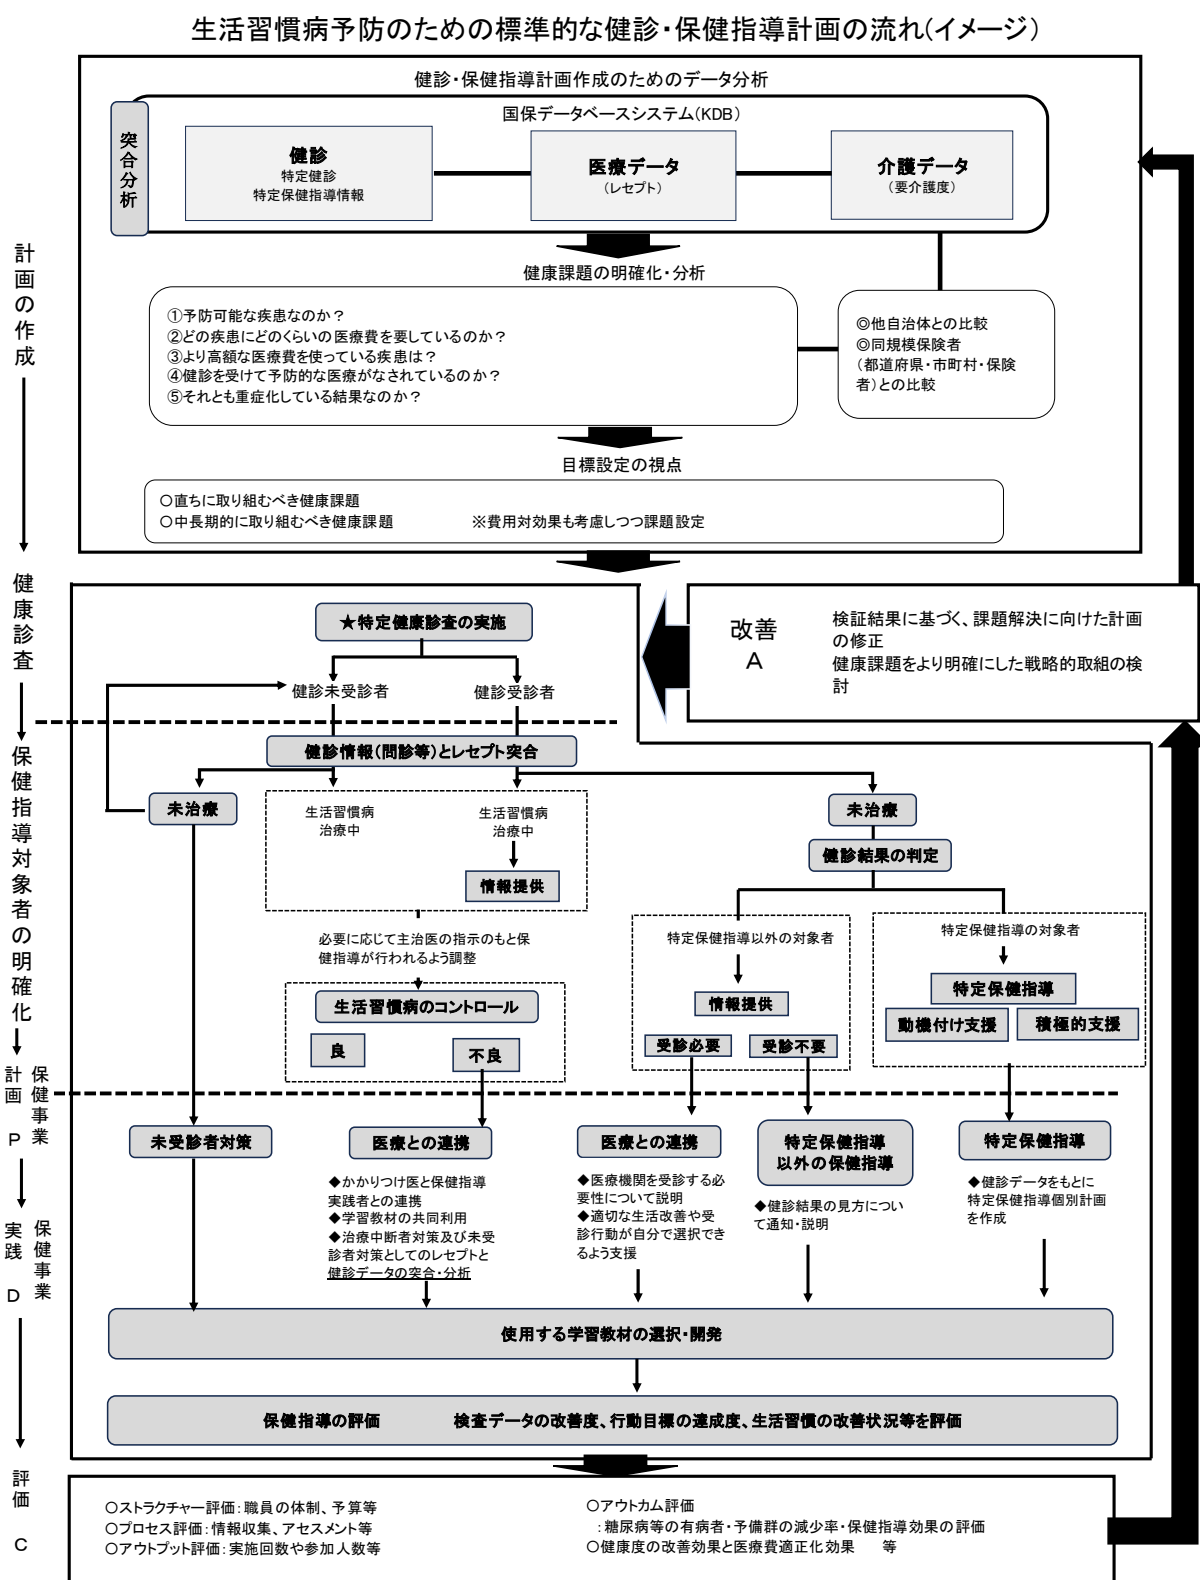 生活習慣病予防のための標準的な健診・保健指導計画の流れ(イメージ)
健診・保健指導計画作成のためのデータ分析
国保データベースシステム(KDB)
突合分析
健診
特定健診
特定保健指導情報
医療データ
(レセプト)
介護データ
(要介護度)
計画の作成
健康課題の明確化・分析
①予防可能な疾患なのか？
②どの疾患にどのくらいの医療費を要しているのか？
③より高額な医療費を使っている疾患は？
④健診を受けて予防的な医療がなされているのか？
⑤それとも重症化している結果なのか？
◎他自治体との比較
◎同規模保険者
(都道府県・市町村・保険
者)との比較
目標設定の視点
○直ちに取り組むべき健康課題
○中長期的に取り組むべき健康課題　※費用対効果も考慮しつつ課題設定
健康診査
★特定健康診査の実施
改善
A
検証結果に基づく、課題解決に向けた計画
の修正
健康課題をより明確にした戦略的取組の検
討
健診未受診者
健診受診者
保健指導対象者の明確化
健診情報(問診等)とレセプト突合
未治療
生活習慣病
治療中
生活習慣病
治療中
情報提供
未治療
健診結果の判定
必要に応じて主治医の指示のもと保
健指導が行われるよう調整
生活習慣病のコントロール
良
不良
特定保健指導以外の対象者
情報提供
受診必要
受診不要
特定保健指導の対象者
特定保健指導
動機付け支援
積極的支援
計画 P
保健事業
未受診者対策
医療との連携
◆かかりつけ医と保健指導
実践者との連携
◆学習教材の共同利用
◆治療中断者対策及び未受
診者対策としてのレセプトと
健診データの突合・分析
医療との連携
◆医療機関を受診する必
要性について説明
◆適切な生活改善や受
診行動が自分で選択でき
るよう支援
特定保健指導
以外の保健指導
◆健診結果の見方につい
て通知・説明
特定保健指導
◆健診データをもとに
特定保健指導個別計画
を作成
実践 D
保健事業
使用する学習教材の選択・開発
保健指導の評価　検査データの改善度、行動目標の達成度、生活習慣の改善状況等を評価
評価 C
○ストラクチャー評価：職員の体制、予算等
○プロセス評価：情報収集、アセスメント等
○アウトプット評価：実施回数や参加人数等
○アウトカム評価
：糖尿病等の有病者・予備群の減少率・保健指導効果の評価
○健康度の改善効果と医療費適正化効果　等